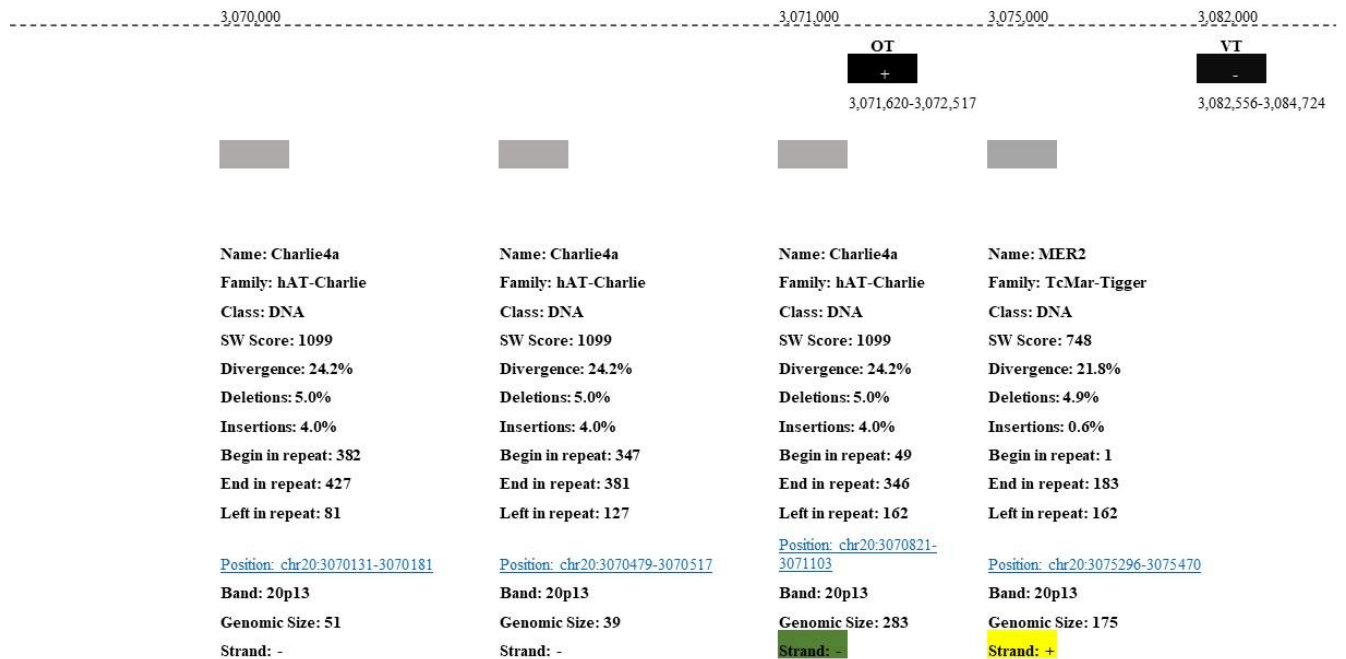 3,070,000 3,071,000 3,075,000 3,082,000
OT VT
+ -
3,071,620-3,072,517 3,082,556-3,084,724
Name: Charlie4a Name: Charlie4a Name: Charlie4a Name: MER2
Family: hAT-Charlie Family: hAT-Charlie Family: hAT-Charlie Family: TcMar-Tigger
Class: DNA Class: DNA Class: DNA Class: DNA
SW Score: 1099 SW Score: 1099 SW Score: 1099 SW Score: 748
Divergence: 24.2% Divergence: 24.2% Divergence: 24.2% Divergence: 21.8%
Deletions: 5.0% Deletions: 5.0% Deletions: 5.0% Deletions: 4.9%
Insertions: 4.0% Insertions: 4.0% Insertions: 4.0% Insertions: 0.6%
Begin in repeat: 382 Begin in repeat: 347 Begin in repeat: 49 Begin in repeat: 1
End in repeat: 427 End in repeat: 381 End in repeat: 346 End in repeat: 183
Left in repeat: 81 Left in repeat: 127 Left in repeat: 162 Left in repeat: 162
Position: chr20:3070821-
Position: chr20:3070131-3070181 Position: chr20:3070479-3070517 3071103 Position: chr20:3075296-3075470
Band: 20p13 Band: 20p13 Band: 20p13 Band: 20p13
Genomic Size: 51 Genomic Size: 39 Genomic Size: 283 Genomic Size: 175
Strand: - Strand: - Strand: - Strand: +